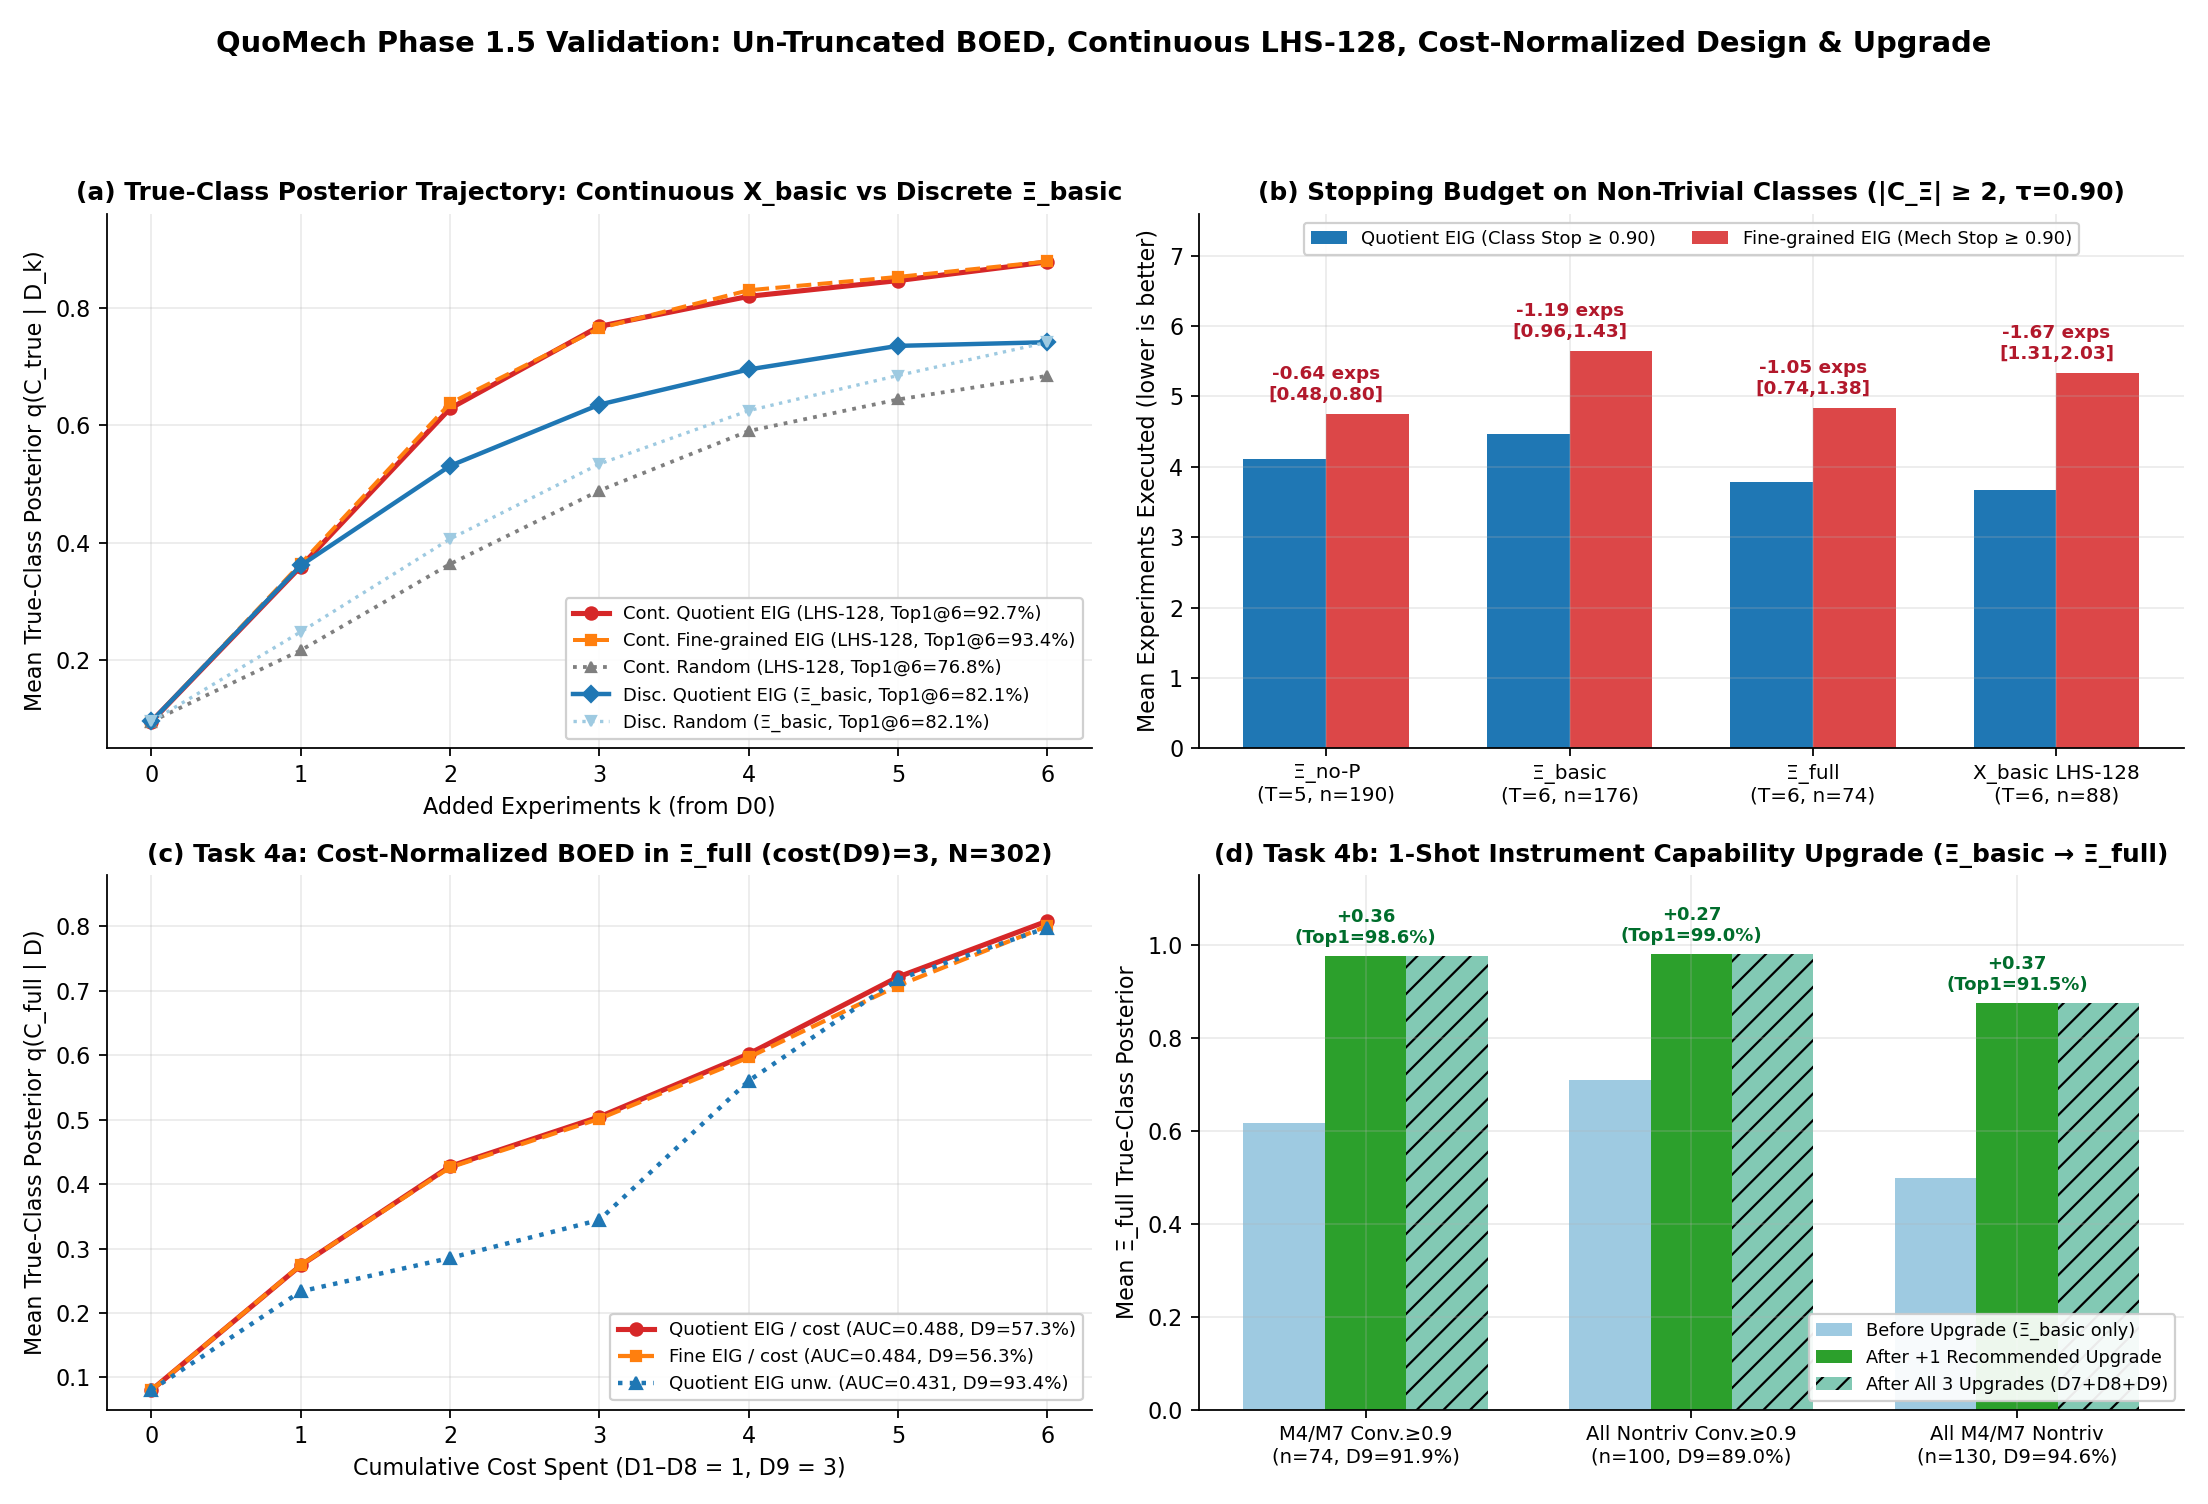 QuoMech Phase 1.5 Validation: Un-Truncated BOED, Continuous LHS-128, Cost-Normalized Design & Upgrade
(a) True-Class Posterior Trajectory: Continuous X_basic vs Discrete Ξ_basic
Mean True-Class Posterior q(C_true | D_k)
0.8
0.6
0.4
0.2
Cont. Quotient EIG (LHS-128, Top1@6=92.7%)
Cont. Fine-grained EIG (LHS-128, Top1@6=93.4%)
Cont. Random (LHS-128, Top1@6=76.8%)
Disc. Quotient EIG (Ξ_basic, Top1@6=82.1%)
Disc. Random (Ξ_basic, Top1@6=82.1%)
0 1 2 3 4 5 6
Added Experiments k (from D0)
(b) Stopping Budget on Non-Trivial Classes (|C_Ξ| ≥ 2, τ=0.90)
Mean Experiments Executed (lower is better)
7
6
5
4
3
2
1
0
Quotient EIG (Class Stop ≥ 0.90)
Fine-grained EIG (Mech Stop ≥ 0.90)
-0.64 exps
[0.48,0.80]
-1.19 exps
[0.96,1.43]
-1.05 exps
[0.74,1.38]
-1.67 exps
[1.31,2.03]
Ξ_no-P
(T=5, n=190)
Ξ_basic
(T=6, n=176)
Ξ_full
(T=6, n=74)
X_basic LHS-128
(T=6, n=88)
(c) Task 4a: Cost-Normalized BOED in Ξ_full (cost(D9)=3, N=302)
Mean True-Class Posterior q(C_full | D)
0.8
0.7
0.6
0.5
0.4
0.3
0.2
0.1
Quotient EIG / cost (AUC=0.488, D9=57.3%)
Fine EIG / cost (AUC=0.484, D9=56.3%)
Quotient EIG unw. (AUC=0.431, D9=93.4%)
0 1 2 3 4 5 6
Cumulative Cost Spent (D1–D8 = 1, D9 = 3)
(d) Task 4b: 1-Shot Instrument Capability Upgrade (Ξ_basic → Ξ_full)
Mean Ξ_full True-Class Posterior
1.0
0.8
0.6
0.4
0.2
0.0
+0.36
(Top1=98.6%)
+0.27
(Top1=99.0%)
+0.37
(Top1=91.5%)
Before Upgrade (Ξ_basic only)
After +1 Recommended Upgrade
After All 3 Upgrades (D7+D8+D9)
M4/M7 Conv.≥0.9
(n=74, D9=91.9%)
All Nontriv Conv.≥0.9
(n=100, D9=89.0%)
All M4/M7 Nontriv
(n=130, D9=94.6%)